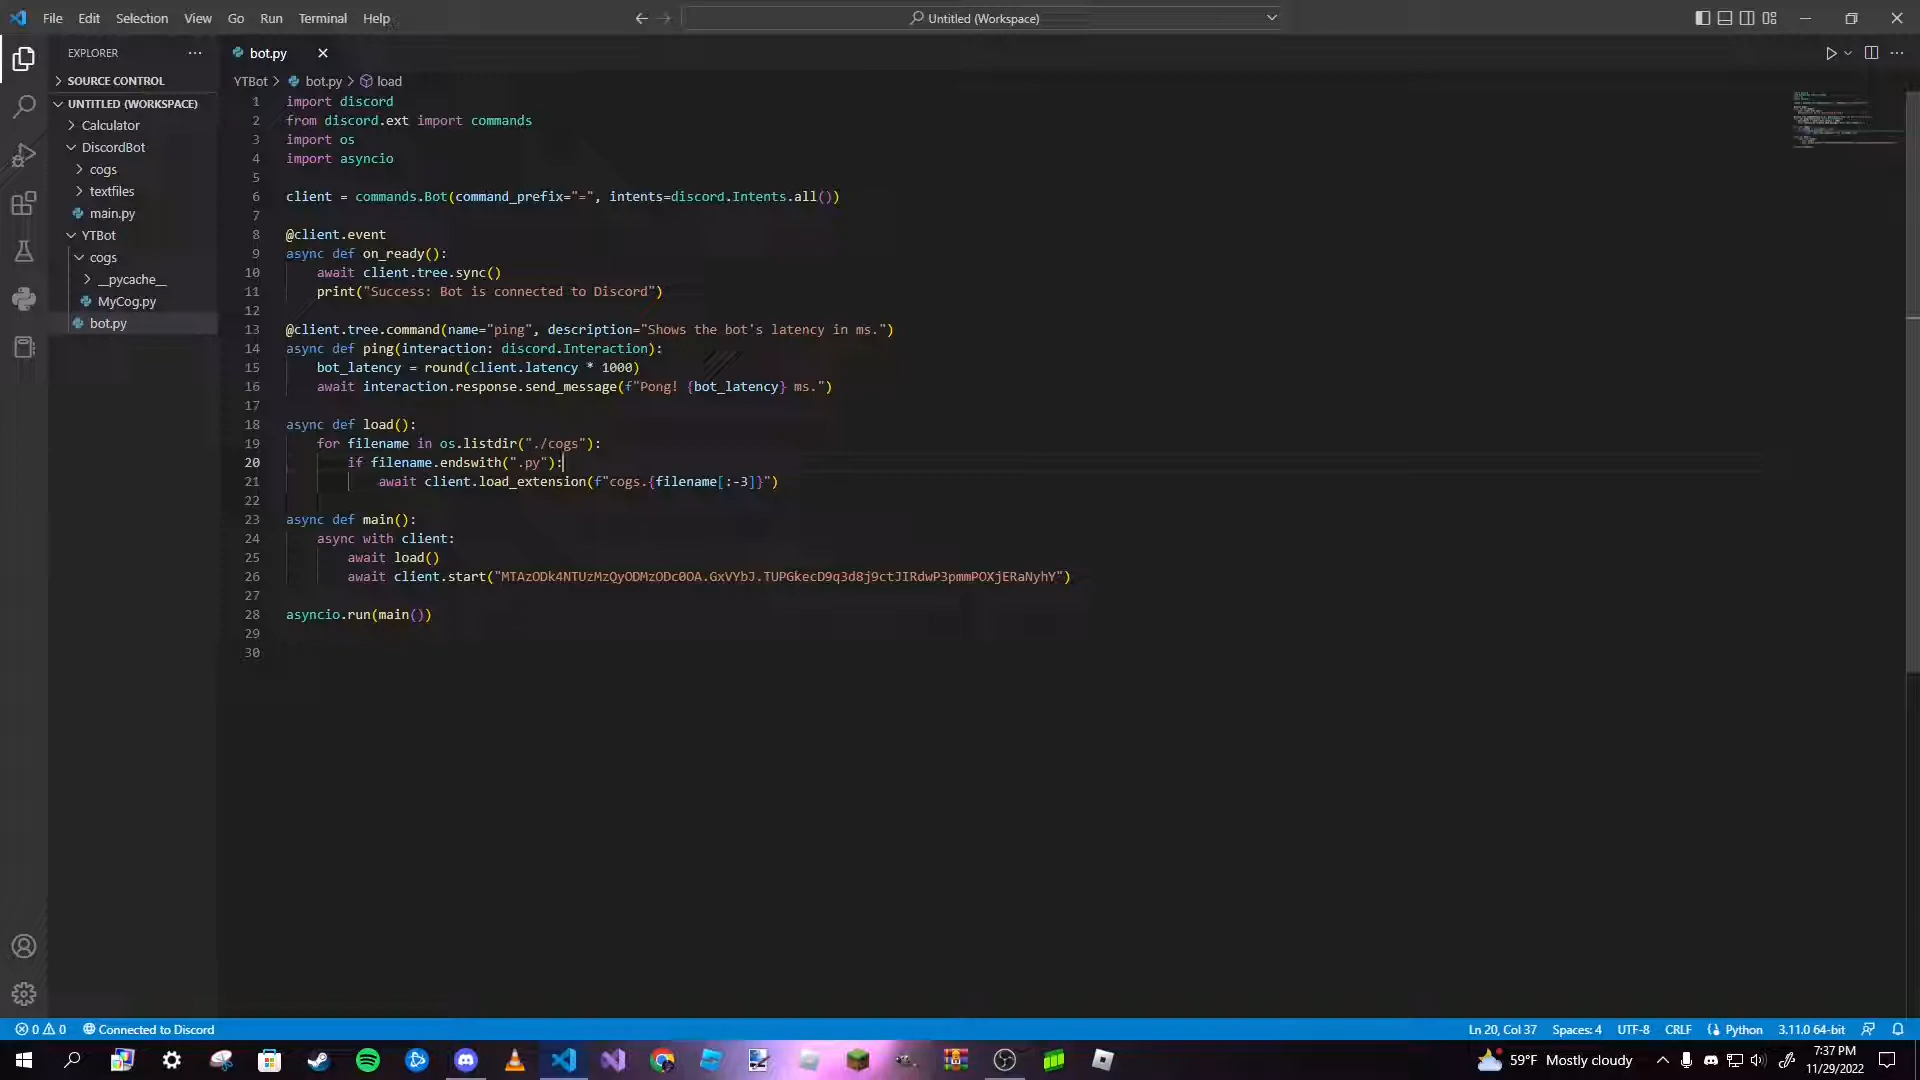 File Edit Selection View Go Run Terminal Help
Untitled (Workspace)
EXPLORER
bot.py
SOURCE CONTROL
YTBot > bot.py > load
UNTITLED (WORKSPACE)
Calculator
DiscordBot
cogs
textfiles
main.py
YTBot
cogs
__pycache__
MyCog.py
bot.py
1 import discord
2 from discord.ext import commands
3 import os
4 import asyncio
5
6 client = commands.Bot(command_prefix="=", intents=discord.Intents.all())
7
8 @client.event
9 async def on_ready():
10 await client.tree.sync()
11 print("Success: Bot is connected to Discord")
12
13 @client.tree.command(name="ping", description="Shows the bot's latency in ms.")
14 async def ping(interaction: discord.Interaction):
15 bot_latency = round(client.latency * 1000)
16 await interaction.response.send_message(f"Pong! {bot_latency} ms.")
17
18 async def load():
19 for filename in os.listdir("./cogs"):
20 if filename.endswith(".py"):
21 await client.load_extension(f"cogs.{filename[:-3]}")
22
23 async def main():
24 async with client:
25 await load()
26 await client.start("MTAzODk4NTUzMzQyODMzODc0OA.GxVYbJ.TUPGkecD9q3d8j9ctJIRdwP3pmmPOXjERaNyhY")
27
28 asyncio.run(main())
29
30
0 0 Connected to Discord
Ln 20, Col 37 Spaces: 4 UTF-8 CRLF Python 3.11.0 64-bit
59°F Mostly cloudy
7:37 PM
11/29/2022